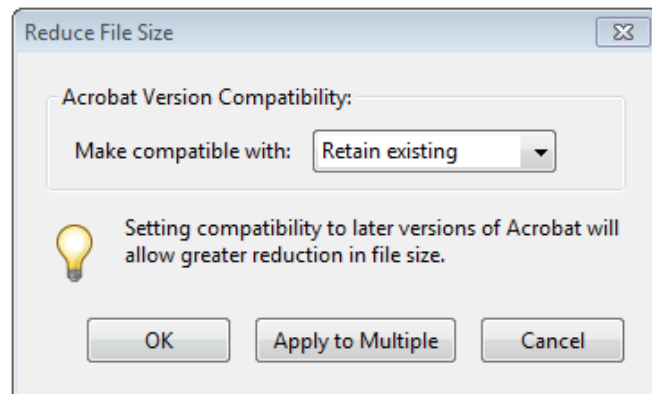 Reduce File Size
Acrobat Version Compatibility:
Make compatible with: Retain existing
Setting compatibility to later versions of Acrobat will
allow greater reduction in file size.
OK Apply to Multiple Cancel